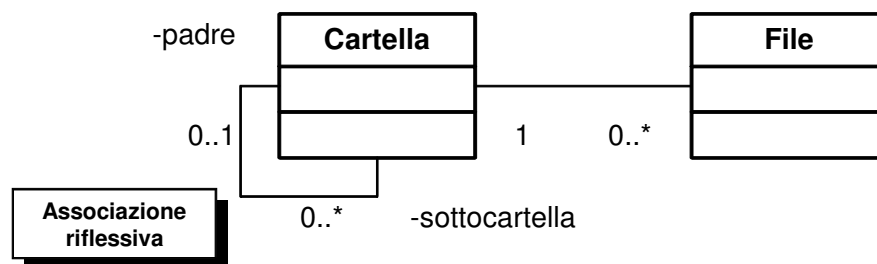 -padre
Cartella
File
0..1
1
0..*
Associazione
riflessiva
0..*
-sottocartella